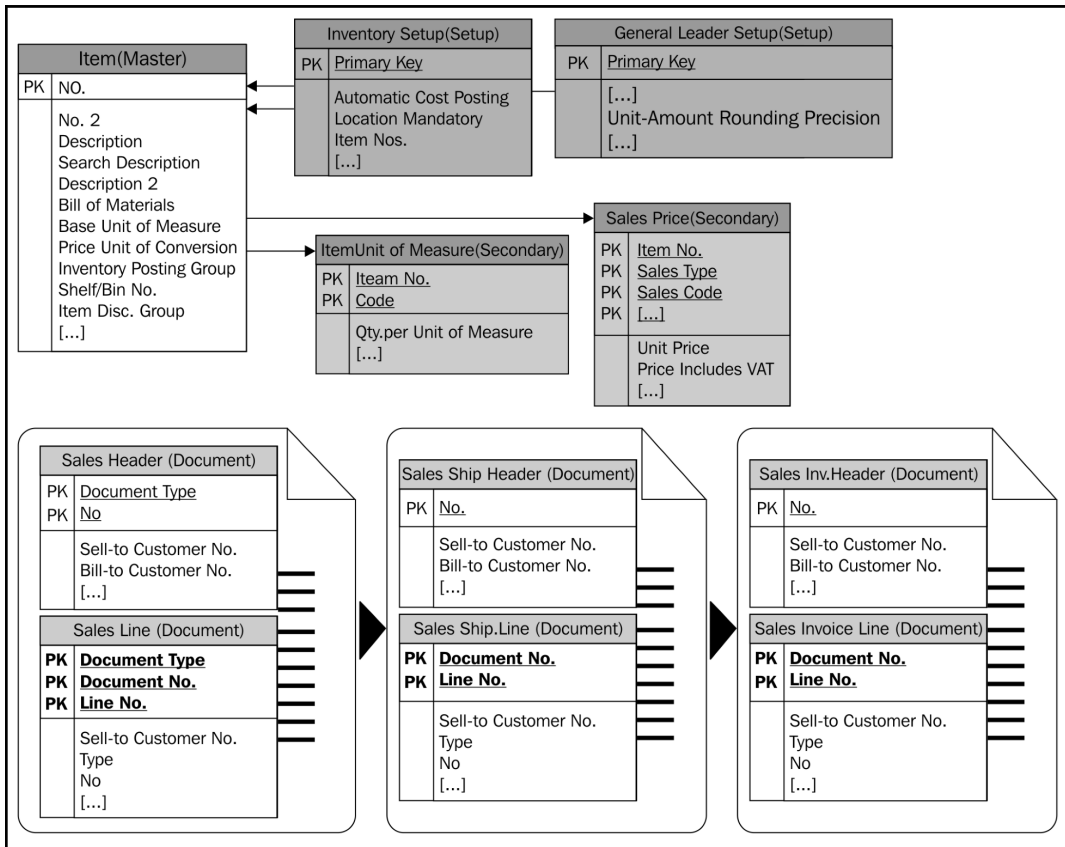 Item(Master)
PK NO.
No. 2
Description
Search Description
Description 2
Bill of Materials
Base Unit of Measure
Price Unit of Conversion
Inventory Posting Group
Shelf/Bin No.
Item Disc. Group
[...]
Inventory Setup(Setup)
PK Primary Key
Automatic Cost Posting
Location Mandatory
Item Nos.
[...]
General Leader Setup(Setup)
PK Primary Key
[...]
Unit-Amount Rounding Precision
[...]
ItemUnit of Measure(Secondary)
PK Iteam No.
PK Code
Qty.per Unit of Measure
[...]
Sales Price(Secondary)
PK Item No.
PK Sales Type
PK Sales Code
PK [...]
Unit Price
Price Includes VAT
[...]
Sales Header (Document)
PK Document Type
PK No
Sell-to Customer No.
Bill-to Customer No.
[...]
Sales Line (Document)
PK Document Type
PK Document No.
PK Line No.
Sell-to Customer No.
Type
No
[...]
Sales Ship Header (Document)
PK No.
Sell-to Customer No.
Bill-to Customer No.
[...]
Sales Ship.Line (Document)
PK Document No.
PK Line No.
Sell-to Customer No.
Type
No
[...]
Sales Inv.Header (Document)
PK No.
Sell-to Customer No.
Bill-to Customer No.
[...]
Sales Invoice Line (Document)
PK Document No.
PK Line No.
Sell-to Customer No.
Type
No
[...]